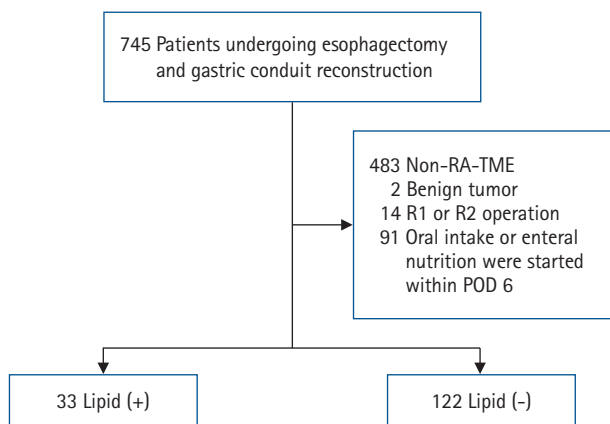 745 Patients undergoing esophagectomy
and gastric conduit reconstruction
483 Non-RA-TME
2 Benign tumor
14 R1 or R2 operation
91 Oral intake or enteral
nutrition were started
within POD 6
33 Lipid (+)
122 Lipid (-)